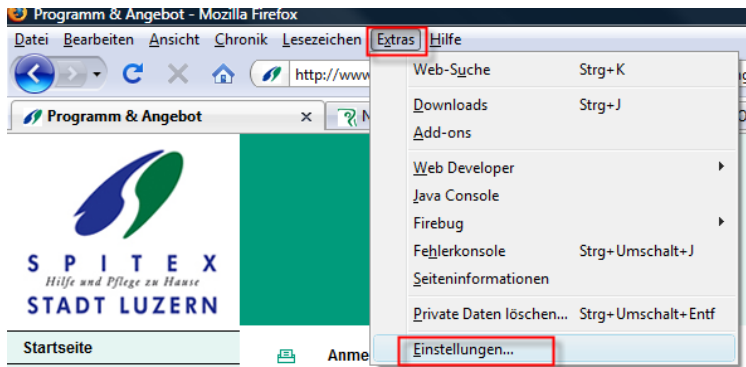 Programm & Angebot - Mozilla Firefox
Datei Bearbeiten Ansicht Chronik Lesezeichen Extras Hilfe
http://www
Programm & Angebot
Web-Suche Strg+K
Downloads Strg+J
Add-ons
Web Developer
Java Console
Firebug
Fehlerkonsole Strg+Umschalt+J
Seiteninformationen
Private Daten löschen... Strg+Umschalt+Entf
Einstellungen...
SPITEX
Hilfe und Pflege zu Hause
STADT LUZERN
Startseite
Anme